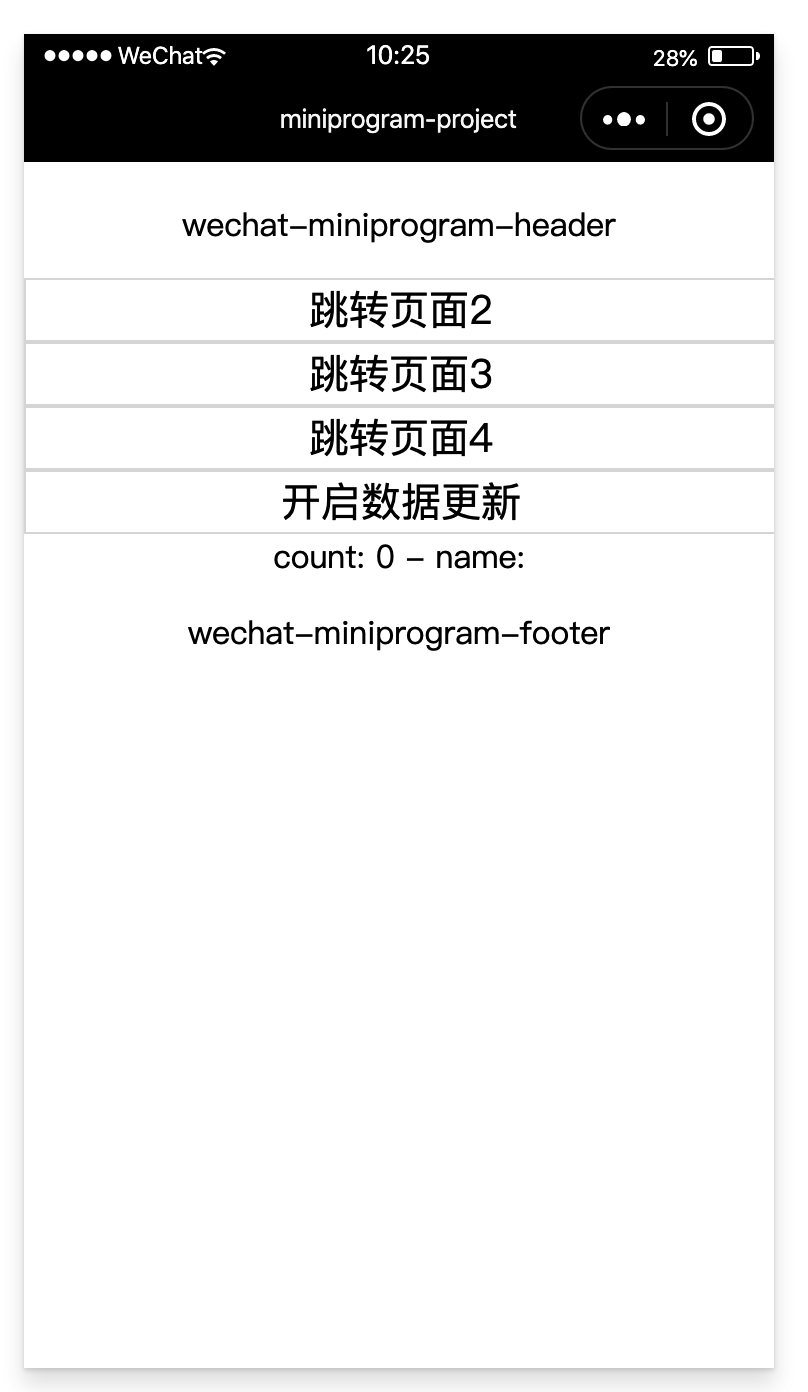 WeChat 10:25 28%
miniprogram-project
wechat-miniprogram-header
跳转页面2
跳转页面3
跳转页面4
开启数据更新
count: 0 - name:
wechat-miniprogram-footer